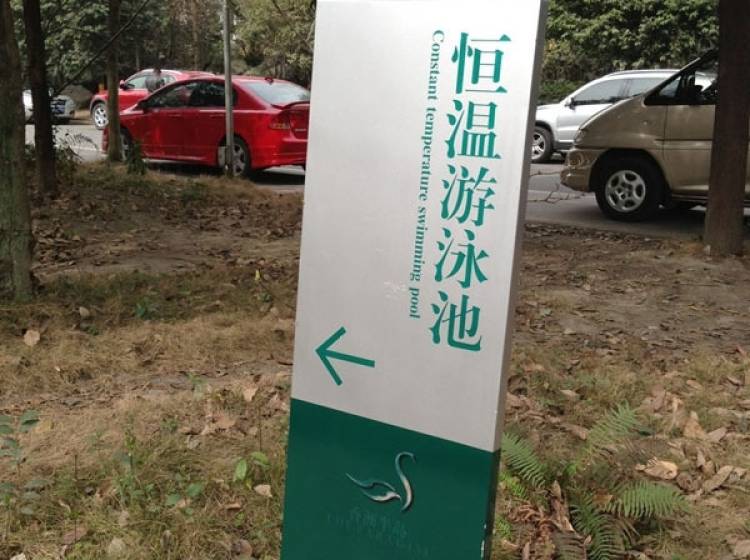 恒温游泳池
Constant temperature swimming pool